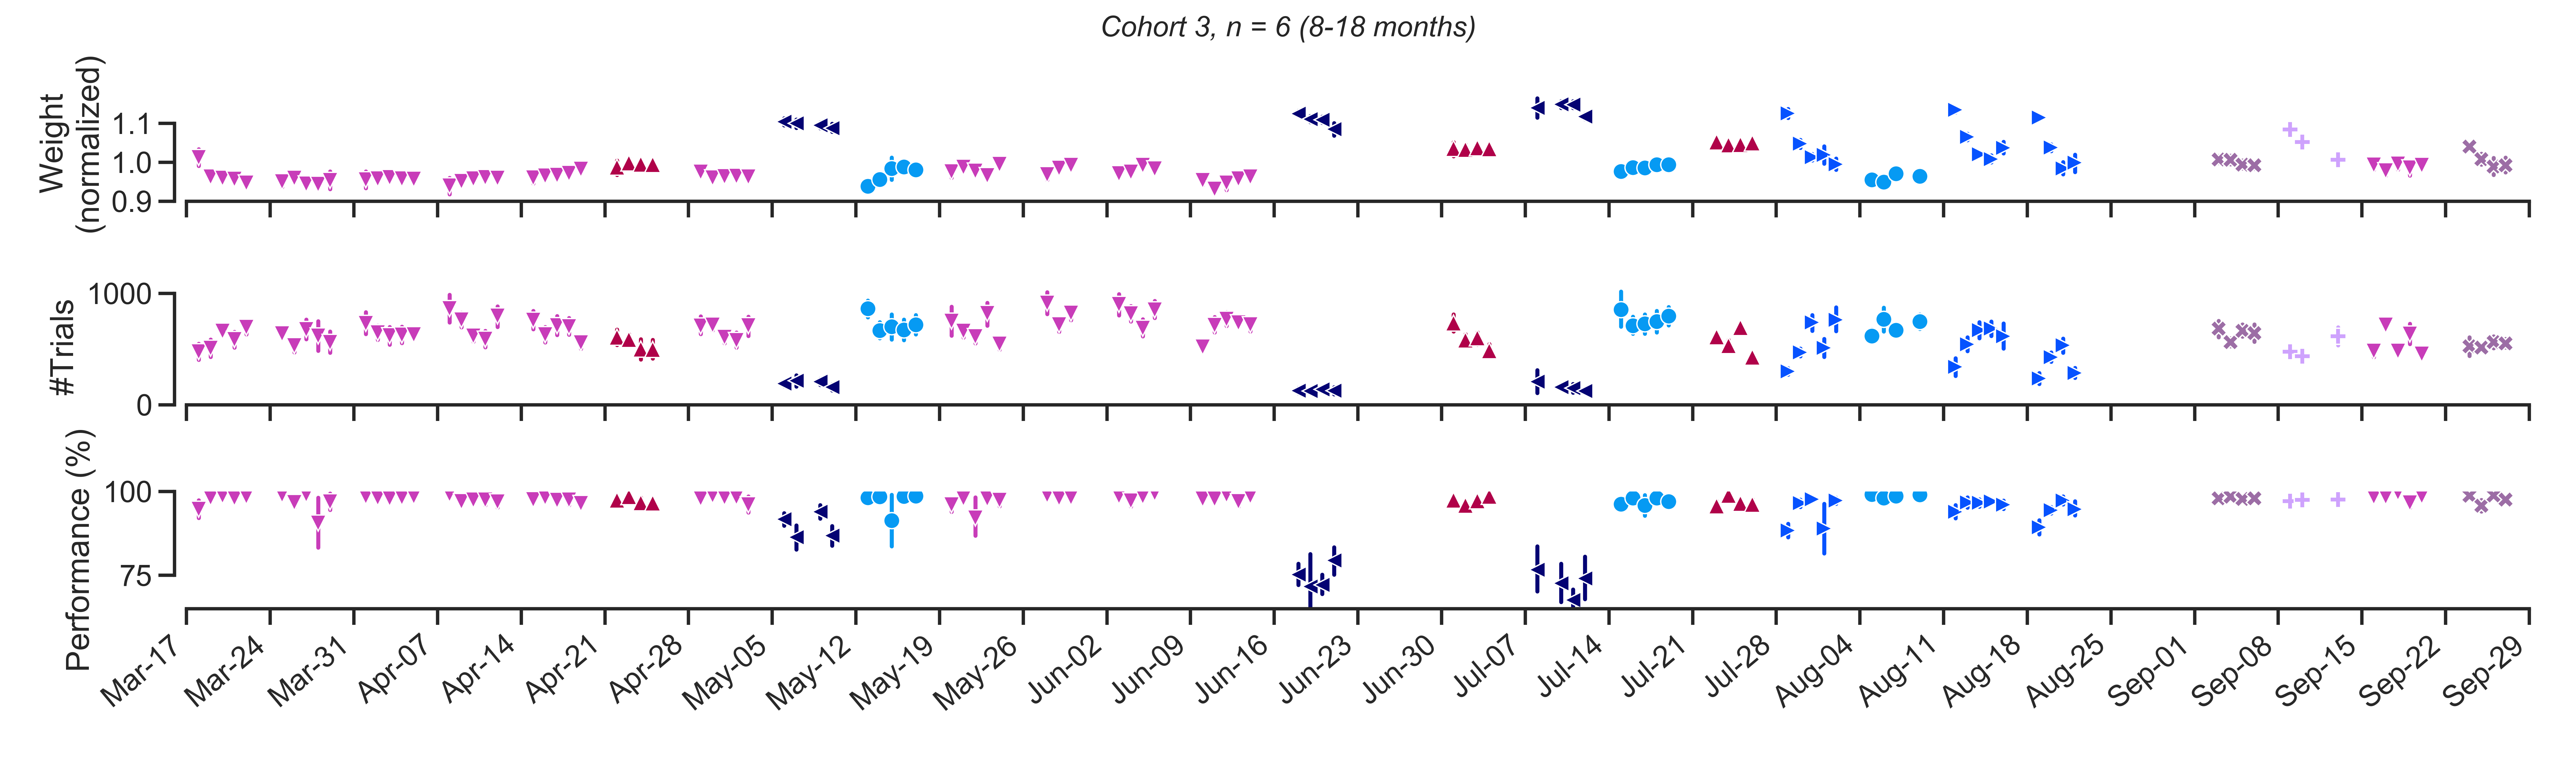 Cohort 3, n = 6 (8-18 months)
Weight
(normalized)
1.1
1.0
0.9
#Trials
1000
0
Performance (%)
100
75
Mar-17
Mar-24
Mar-31
Apr-07
Apr-14
Apr-21
Apr-28
May-05
May-12
May-19
May-26
Jun-02
Jun-09
Jun-16
Jun-23
Jun-30
Jul-07
Jul-14
Jul-21
Jul-28
Aug-04
Aug-11
Aug-18
Aug-25
Sep-01
Sep-08
Sep-15
Sep-22
Sep-29